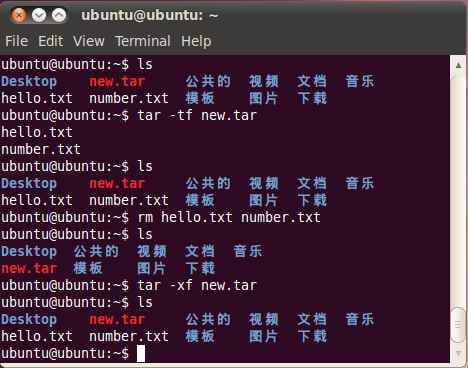 ubuntu@ubuntu: ~
File Edit View Terminal Help
ubuntu@ubuntu:~$ ls
Desktop new.tar 公共的 视频 文档 音乐
hello.txt number.txt 模板 图片 下载
ubuntu@ubuntu:~$ tar -tf new.tar
hello.txt
number.txt
ubuntu@ubuntu:~$ ls
Desktop new.tar 公共的 视频 文档 音乐
hello.txt number.txt 模板 图片 下载
ubuntu@ubuntu:~$ rm hello.txt number.txt
ubuntu@ubuntu:~$ ls
Desktop 公共的 视频 文档 音乐
new.tar 模板 图片 下载
ubuntu@ubuntu:~$ tar -xf new.tar
ubuntu@ubuntu:~$ ls
Desktop new.tar 公共的 视频 文档 音乐
hello.txt number.txt 模板 图片 下载
ubuntu@ubuntu:~$